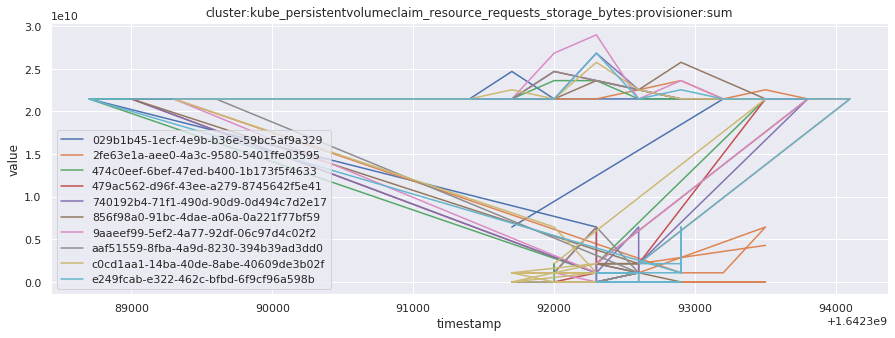 cluster:kube_persistentvolumeclaim_resource_requests_storage_bytes:provisioner:sum
1e10
3.0
2.5
2.0
1.5
1.0
0.5
0.0
value
029b1b45-1ecf-4e9b-b36e-59bc5af9a329
2fe63e1a-aee0-4a3c-9580-5401ffe03595
474c0eef-6bef-47ed-b400-1b173f5f4633
479ac562-d96f-43ee-a279-8745642f5e41
740192b4-71f1-490d-90d9-0d494c7d2e17
856f98a0-91bc-4dae-a06a-0a221f77bf59
9aaeef99-5ef2-4a77-92df-06c97d4c02f2
aaf51559-8fba-4a9d-8230-394b39ad3dd0
c0cd1aa1-14ba-40de-8abe-40609de3b02f
e249fcab-e322-462c-bfbd-6f9cf96a598b
89000 90000 91000 92000 93000 94000
timestamp
+1.6423e9